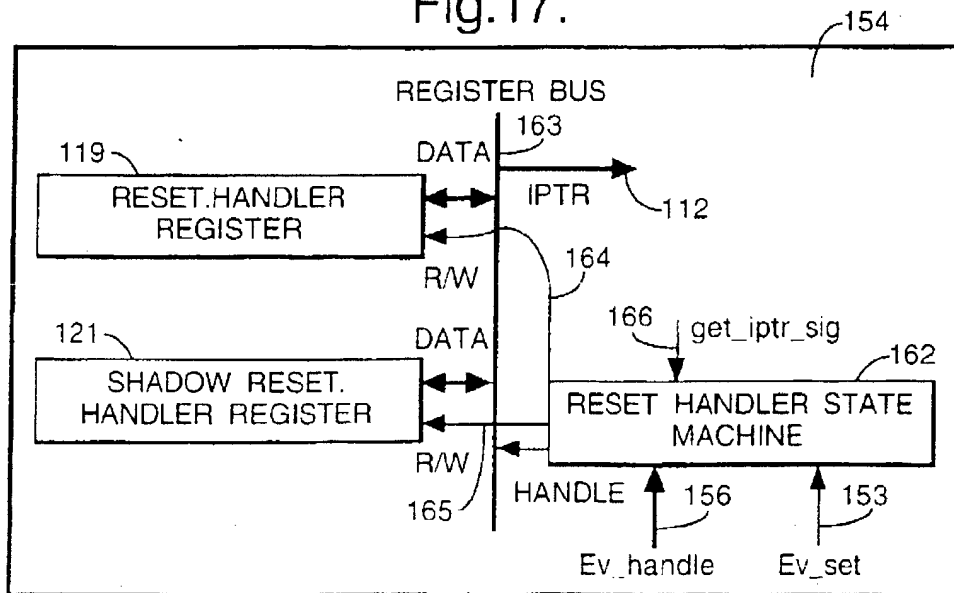 Fig.17.
154
REGISTER BUS
163
119
DATA
RESET.HANDLER
REGISTER
IPTR
112
R/W
164
DATA
166
get_iptr_sig
121
162
SHADOW RESET.
HANDLER REGISTER
RESET HANDLER STATE
MACHINE
R/W
165
HANDLE
156
153
Ev_handle
Ev_set